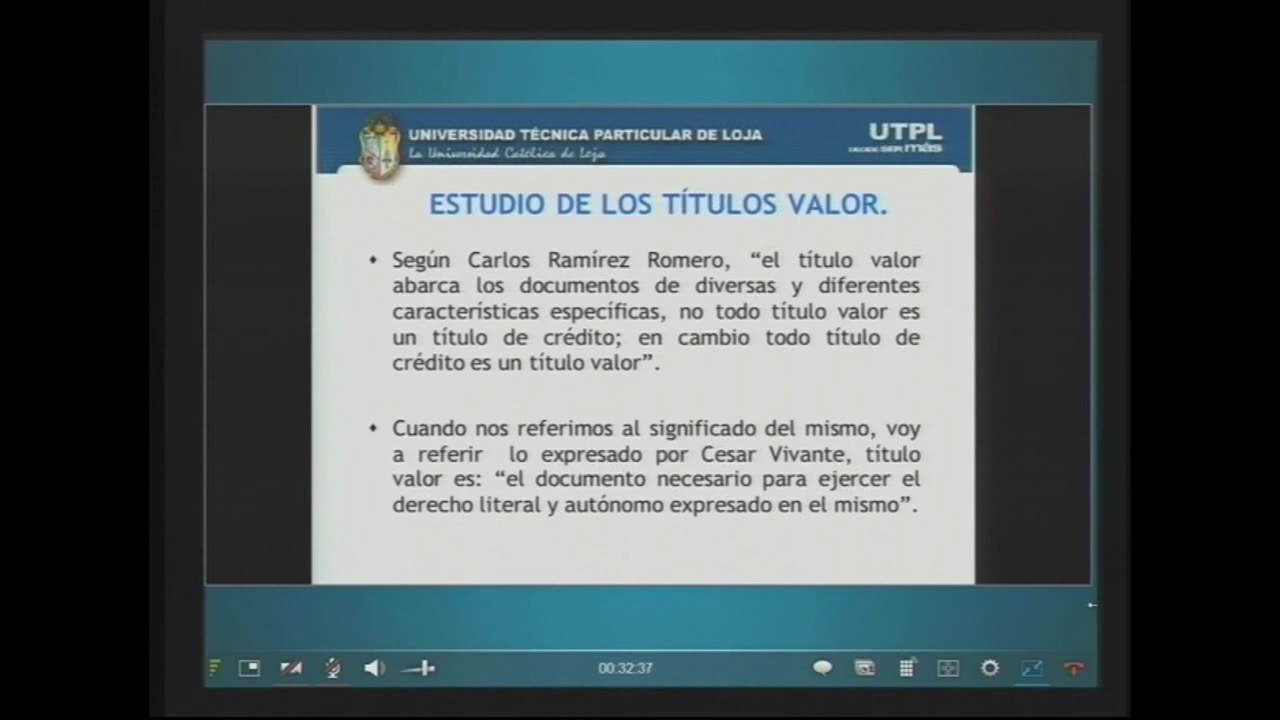 UNIVERSIDAD TÉCNICA PARTICULAR DE LOJA
La Universidad Católica de Loja
UTPL
DECIDE SER más
ESTUDIO DE LOS TÍTULOS VALOR.
Según Carlos Ramírez Romero, “el título valor
abarca los documentos de diversas y diferentes
características específicas, no todo título valor es
un título de crédito; en cambio todo título de
crédito es un título valor”.
Cuando nos referimos al significado del mismo, voy
a referir lo expresado por Cesar Vivante, título
valor es: “el documento necesario para ejercer el
derecho literal y autónomo expresado en el mismo”.
00:32:37